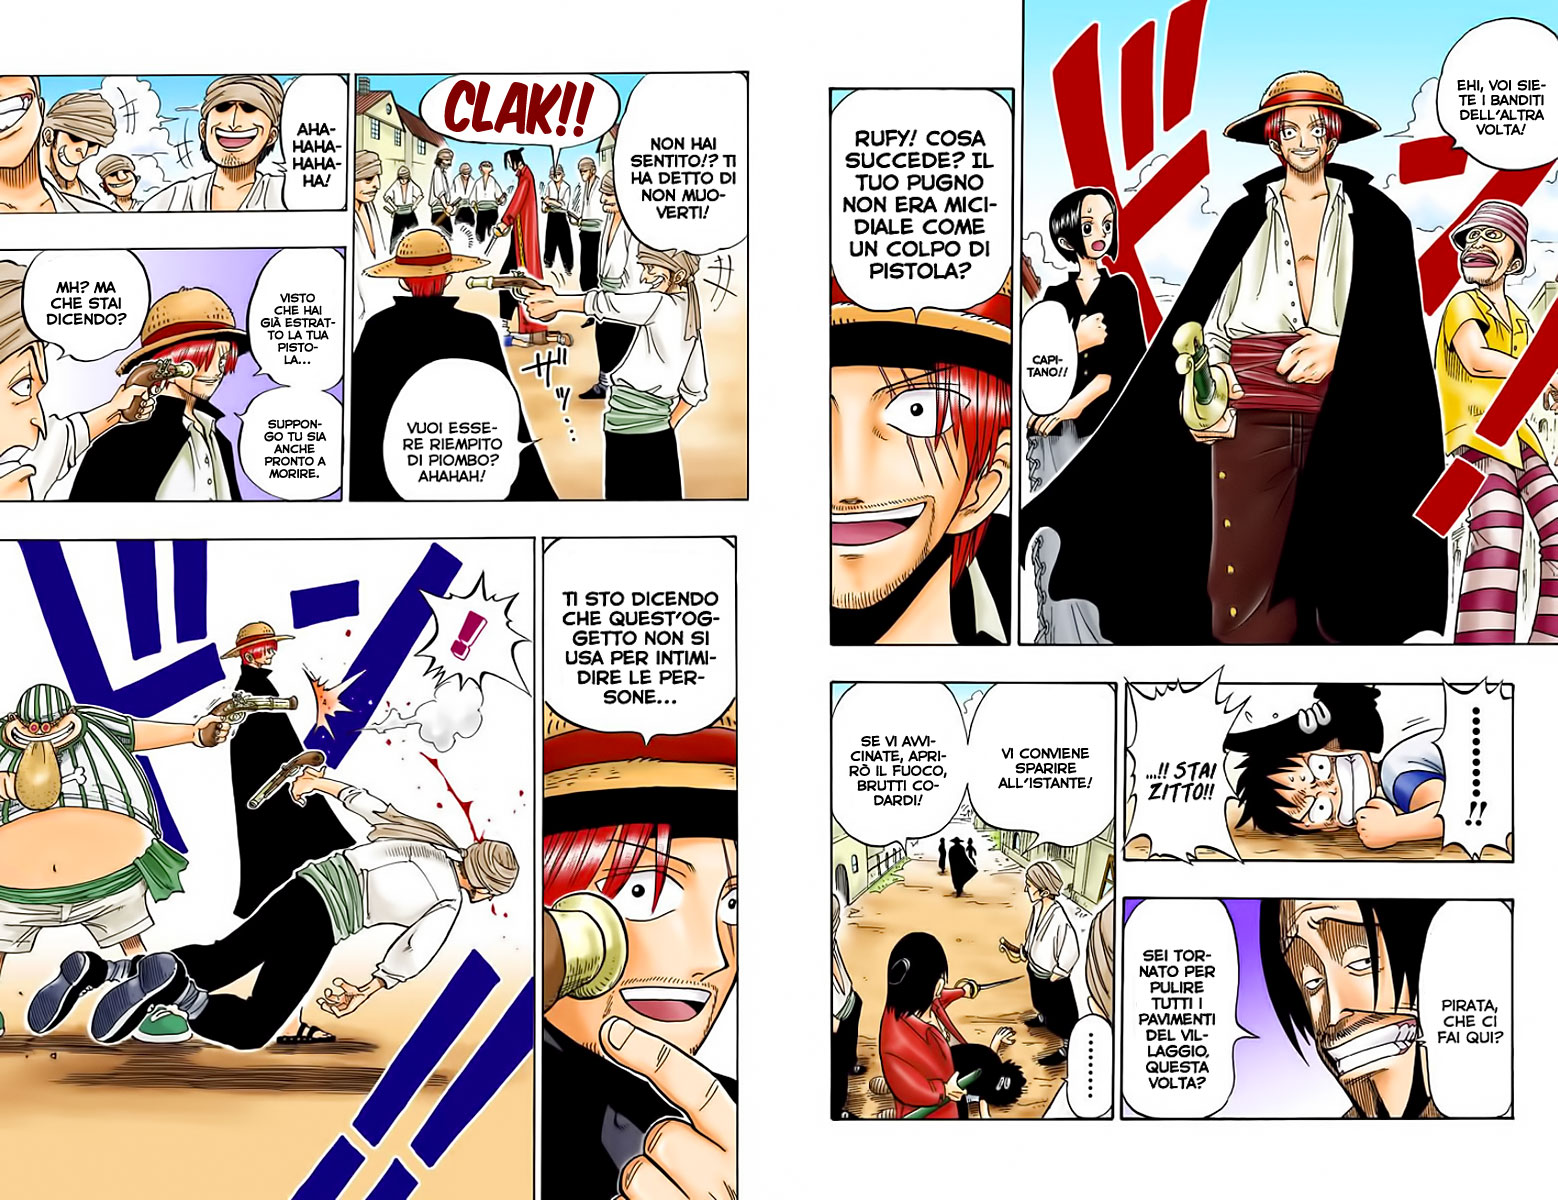 EHI, VOI SIE-
TE I BANDITI
DELL'ALTRA
VOLTA!
ドン!
CAPI-
TANO!!
RUFY! COSA
SUCCEDE? IL
TUO PUGNO
NON ERA MICI-
DIALE COME
UN COLPO DI
PISTOLA?
..........!!
...!! STAI
ZITTO!!
PIRATA,
CHE CI
FAI QUI?
SEI TOR-
NATO PER
PULIRE
TUTTI I
PAVIMENTI
DEL VIL-
LAGGIO,
QUESTA
VOLTA?
VI CONVIENE
SPARIRE
ALL'ISTANTE!
SE VI AVVI-
CINATE, APRI-
RÒ IL FUOCO,
BRUTTI CO-
DARDI!
........
NON HAI
SENTITO!? TI
HA DETTO DI
NON MUO-
VERTI!
CLAK!!
ザッ…
VUOI ESSE-
RE RIEMPITO
DI PIOMBO?
AHAHAH!
AHA-
HAHA-
HAHA-
HA!
VISTO
CHE HAI
GIÀ ESTRAT-
TO LA TUA
PISTO-
LA...
SUPPON-
GO TU SIA
ANCHE
PRONTO A
MORIRE.
MH? MA
CHE STAI
DICENDO?
TI STO DICENDO
CHE QUEST'OG-
GETTO NON SI
USA PER INTIMI-
DIRE LE PER-
SONE...
!
ドン!!